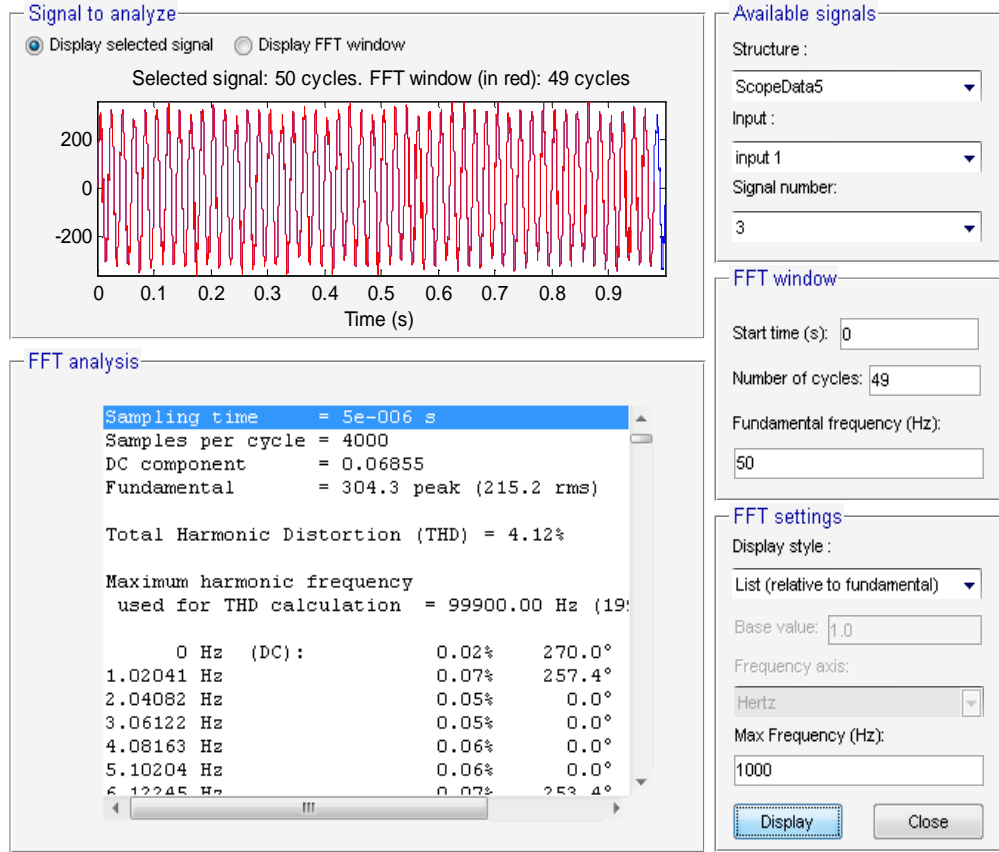 Signal to analyze
Display selected signal Display FFT window
Selected signal: 50 cycles. FFT window (in red): 49 cycles
200
0
-200
0 0.1 0.2 0.3 0.4 0.5 0.6 0.7 0.8 0.9
Time (s)
FFT analysis
Sampling time = 5e-006 s
Samples per cycle = 4000
DC component = 0.06855
Fundamental = 304.3 peak (215.2 rms)
Total Harmonic Distortion (THD) = 4.12%
Maximum harmonic frequency
used for THD calculation = 99900.00 Hz
0 Hz (DC): 0.02% 270.0°
1.02041 Hz 0.07% 257.4°
2.04082 Hz 0.05% 0.0°
3.06122 Hz 0.05% 0.0°
4.08163 Hz 0.06% 0.0°
5.10204 Hz 0.06% 0.0°
6.12245 Hz 0.07% 253.4°
Available signals
Structure :
ScopeData5
Input :
input 1
Signal number:
3
FFT window
Start time (s): 0
Number of cycles: 49
Fundamental frequency (Hz):
50
FFT settings
Display style :
List (relative to fundamental)
Base value: 1.0
Frequency axis:
Hertz
Max Frequency (Hz):
1000
Display Close